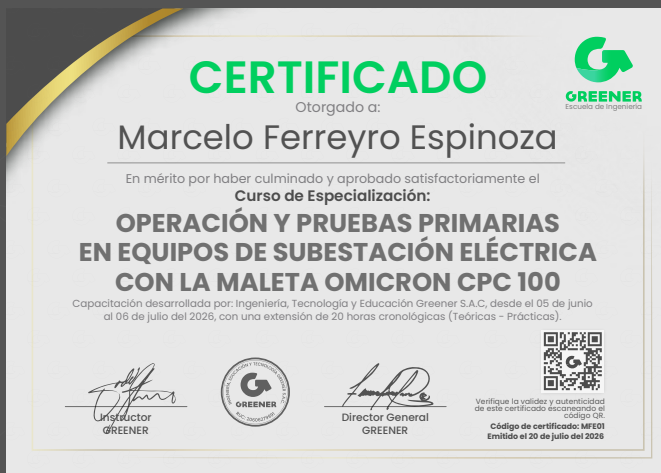 CERTIFICADO
GREENER
Escuela de Ingeniería
Otorgado a:
Marcelo Ferreyro Espinoza
En mérito por haber culminado y aprobado satisfactoriamente el
Curso de Especialización:
OPERACIÓN Y PRUEBAS PRIMARIAS
EN EQUIPOS DE SUBESTACIÓN ELÉCTRICA
CON LA MALETA OMICRON CPC 100
Capacitación desarrollada por: Ingeniería, Tecnología y Educación Greener S.A.C, desde el 05 de junio
al 06 de julio del 2026, con una extensión de 20 horas cronológicas (Teóricas - Prácticas).
Instructor
GREENER
GREENER
Director General
GREENER
Verifique la validez y autenticidad
de este certificado escaneando el
código QR.
Código de certificado: MFE01
Emitido el 20 de julio del 2026